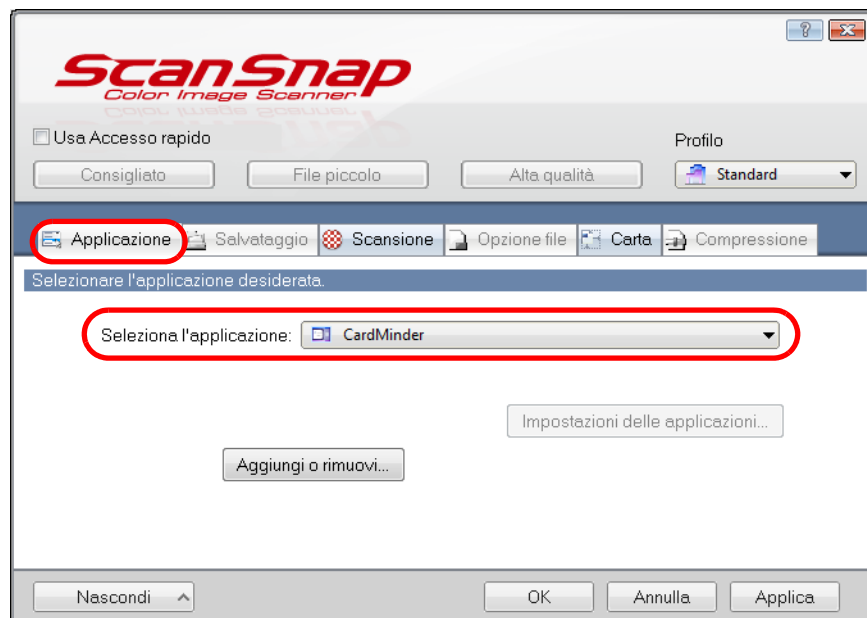 ScanSnap
Color Image Scanner
Usa Accesso rapido
Profilo
Consigliato File piccolo Alta qualità Standard
Applicazione Salvataggio Scansione Opzione file Carta Compressione
Selezionare l'applicazione desiderata.
Seleziona l'applicazione: CardMinder
Impostazioni delle applicazioni...
Aggiungi o rimuovi...
Nascondi OK Annulla Applica